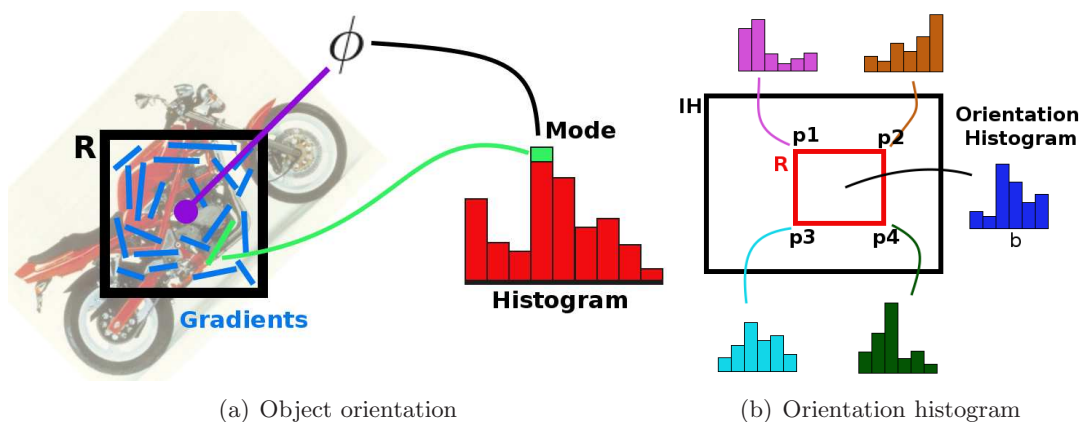 ϕ
R
Mode
Gradients
Histogram
IH
p1
p2
R
p3
p4
Orientation
Histogram
b
(a) Object orientation
(b) Orientation histogram